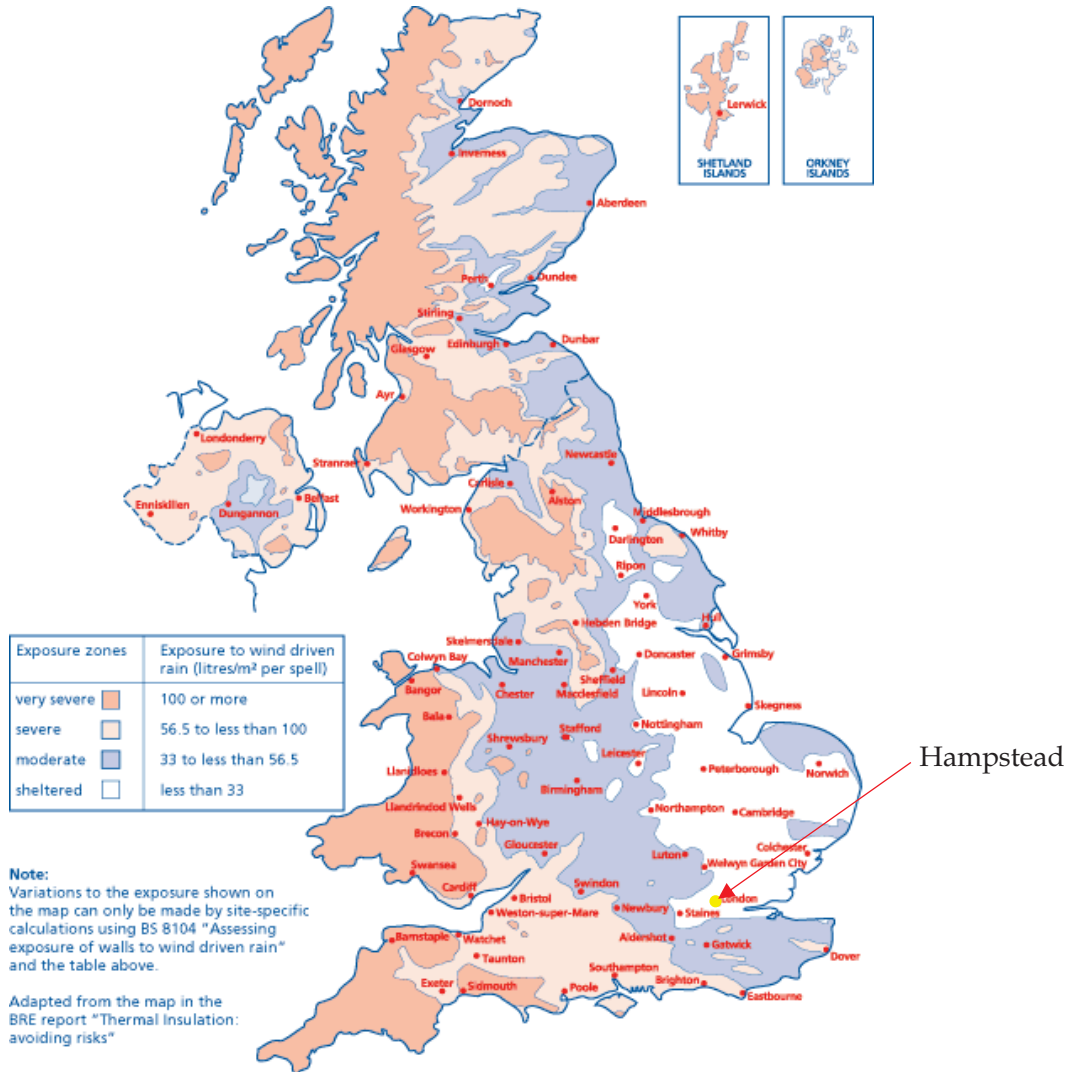 Dornoch
Inverness
Aberdeen
Lerwick
SHETLAND
ISLANDS
ORKNEY
ISLANDS
Perth
Dundee
Stirling
Glasgow
Edinburgh
Dunbar
Ayr
Londonderry
Stranraer
Newcastle
Enniskillen
Dungannon
Belfast
Carlisle
Alston
Workington
Middlesbrough
Darlington
Whitby
Ripon
York
Hull
Hebden Bridge
Skelmersdale
Manchester
Doncaster
Grimsby
Colwyn Bay
Sheffield
Bangor
Chester
Macclesfield
Lincoln
Skegness
Bala
Stafford
Nottingham
Shrewsbury
Leicester
Llanidloes
Birmingham
Peterborough
Norwich
Hampstead
Llandrindod Wells
Northampton
Cambridge
Brecon
Hay-on-Wye
Gloucester
Luton
Colchester
Welwyn Garden City
Swansea
Cardiff
Swindon
London
Bristol
Newbury
Staines
Weston-super-Mare
Barnstaple
Watchet
Aldershot
Gatwick
Dover
Taunton
Southampton
Exeter
Sidmouth
Poole
Brighton
Eastbourne
Exposure zones
Exposure to wind driven
rain (litres/m² per spell)
very severe
100 or more
severe
56.5 to less than 100
moderate
33 to less than 56.5
sheltered
less than 33
Note:
Variations to the exposure shown on
the map can only be made by site-specific
calculations using BS 8104 "Assessing
exposure of walls to wind driven rain"
and the table above.
Adapted from the map in the
BRE report "Thermal Insulation:
avoiding risks"